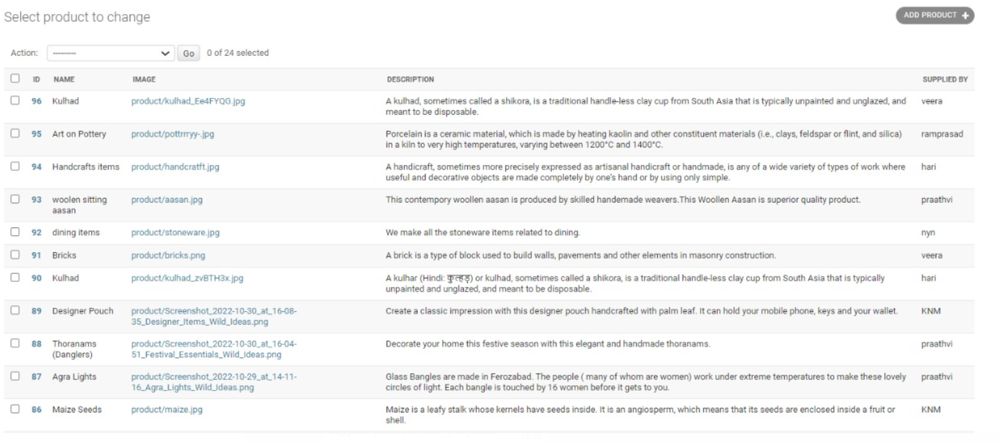 Select product to change
ADD PRODUCT +
Action: --------- Go 0 of 24 selected
ID NAME IMAGE DESCRIPTION SUPPLIED BY
96 Kulhad product/kulhad_Ee4FYQG.jpg A kulhad, sometimes called a shikora, is a traditional handle-less clay cup from South Asia that is typically unpainted and unglazed, and veera
meant to be disposable.
95 Art on Pottery product/pottrrryy-.jpg Porcelain is a ceramic material, which is made by heating kaolin and other constituent materials (i.e., clays, feldspar or flint, and silica) ramprasad
in a kiln to very high temperatures, varying between 1200°C and 1400°C.
94 Handcrafts items product/handcratft.jpg A handicraft, sometimes more precisely expressed as artisanal handicraft or handmade, is any of a wide variety of types of work where hari
useful and decorative objects are made completely by one's hand or by using only simple.
93 woolen sitting product/aasan.jpg This contempory woollen aasan is produced by skilled handemade weavers.This Woollen Aasan is superior quality product. praathvi
aasan
92 dining items product/stoneware.jpg We make all the stoneware items related to dining. nyn
91 Bricks product/bricks.png A brick is a type of block used to build walls, pavements and other elements in masonry construction. veera
90 Kulhad product/kulhad_zvBTH3x.jpg A kulhar (Hindi: कुल्हड़) or kulhad, sometimes called a shikora, is a traditional handle-less clay cup from South Asia that is typically hari
unpainted and unglazed, and meant to be disposable.
89 Designer Pouch product/Screenshot_2022-10-30_at_16-08- Create a classic impression with this designer pouch handcrafted with palm leaf. It can hold your mobile phone, keys and your wallet. KNM
35_Designer_Items_Wild_Ideas.png
88 Thoranams product/Screenshot_2022-10-30_at_16-04- Decorate your home this festive season with this elegant and handmade thoranams. praathvi
(Danglers) 51_Festival_Essentials_Wild_Ideas.png
87 Agra Lights product/Screenshot_2022-10-29_at_14-11- Glass Bangles are made in Ferozabad. The people ( many of whom are women) work under extreme temperatures to make these lovely praathvi
16_Agra_Lights_Wild_Ideas.png circles of light. Each bangle is touched by 16 women before it gets to you.
86 Maize Seeds product/maize.jpg Maize is a leafy stalk whose kernels have seeds inside. It is an angiosperm, which means that its seeds are enclosed inside a fruit or KNM
shell.